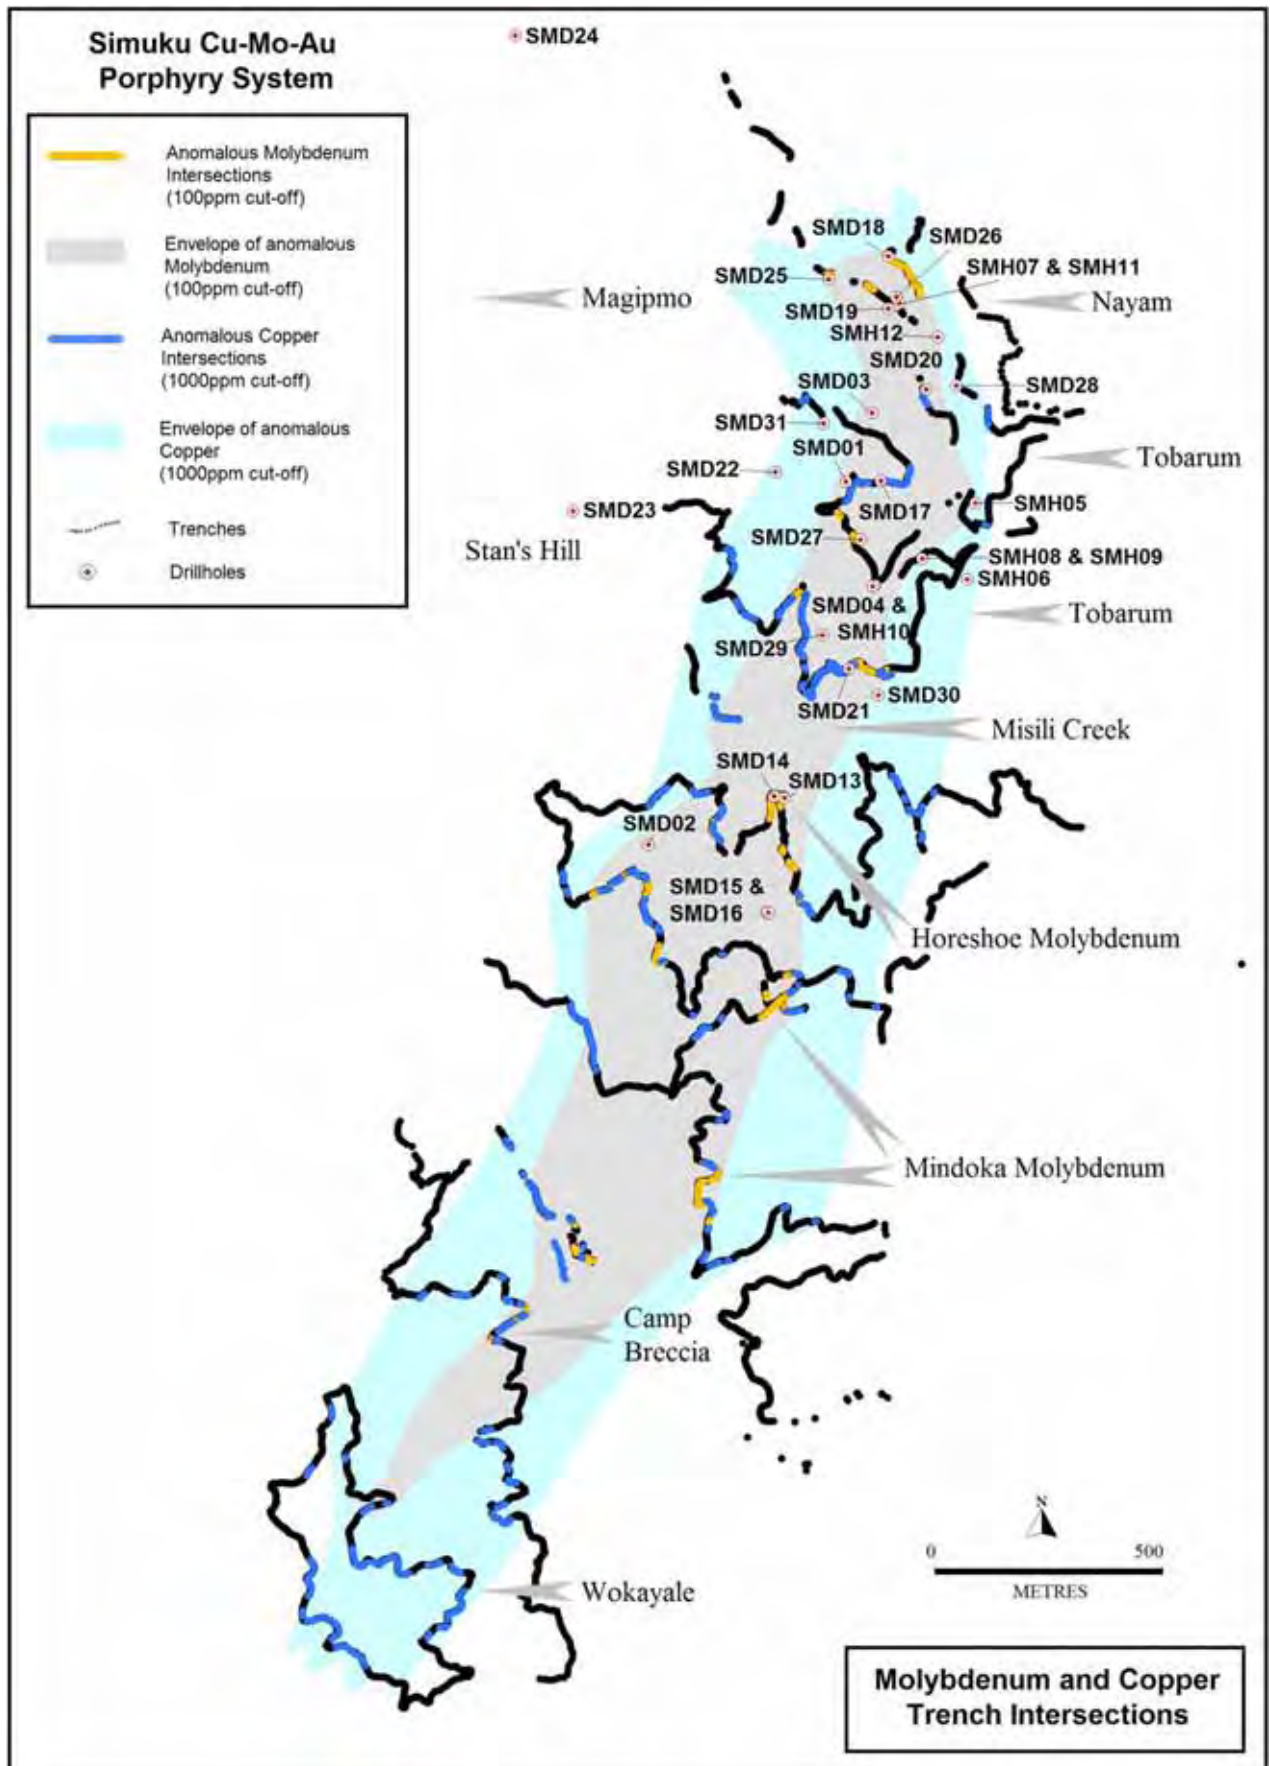 Simuku Cu-Mo-Au
Porphyry System
Anomalous Molybdenum
Intersections
(100ppm cut-off)
Envelope of anomalous
Molybdenum
(100ppm cut-off)
Anomalous Copper
Intersections
(1000ppm cut-off)
Envelope of anomalous
Copper
(1000ppm cut-off)
Trenches
Drillholes
SMD24
SMD18
SMD26
SMH07 & SMH11
SMD25
Magipmo
Nayam
SMD19
SMH12
SMD20
SMD03
SMD28
SMD31
SMD01
Tobarum
SMD22
SMD23
SMD17
SMH05
Stan's Hill
SMD27
SMH08 & SMH09
SMH06
SMD04 &
SMH10
Tobarum
SMD29
SMD30
SMD21
Misili Creek
SMD14
SMD13
SMD02
SMD15 &
SMD16
Horeshoe Molybdenum
Mindoka Molybdenum
Camp
Breccia
Wokayale
N
0 500
METRES
Molybdenum and Copper
Trench Intersections